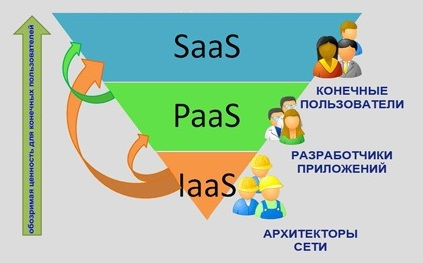 обозримая ценность для конечных пользователей
SaaS
КОНЕЧНЫЕ
ПОЛЬЗОВАТЕЛИ
PaaS
РАЗРАБОТЧИКИ
ПРИЛОЖЕНИЙ
IaaS
АРХИТЕКТОРЫ
СЕТИ